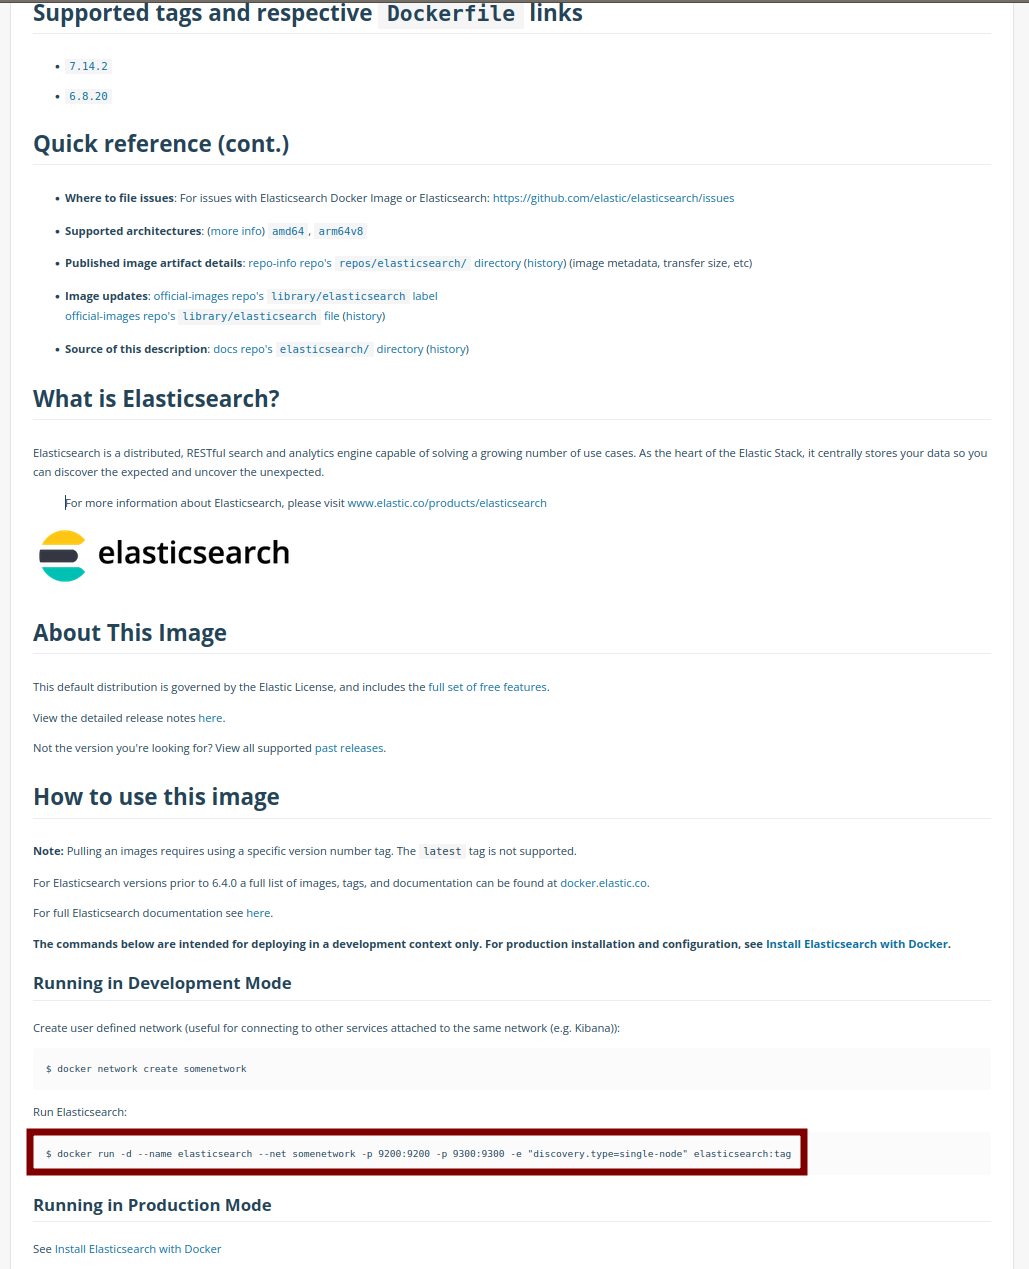 Supported tags and respective Dockerfile links
• 7.14.2
• 6.8.20
Quick reference (cont.)
• Where to file issues: For issues with Elasticsearch Docker Image or Elasticsearch: https://github.com/elastic/elasticsearch/issues
• Supported architectures: (more info) amd64 , arm64v8
• Published image artifact details: repo-info repo's repos/elasticsearch/ directory (history) (image metadata, transfer size, etc)
• Image updates: official-images repo's library/elasticsearch label
official-images repo's library/elasticsearch file (history)
• Source of this description: docs repo's elasticsearch/ directory (history)
What is Elasticsearch?
Elasticsearch is a distributed, RESTful search and analytics engine capable of solving a growing number of use cases. As the heart of the Elastic Stack, it centrally stores your data so you
can discover the expected and uncover the unexpected.
For more information about Elasticsearch, please visit www.elastic.co/products/elasticsearch
elasticsearch
About This Image
This default distribution is governed by the Elastic License, and includes the full set of free features.
View the detailed release notes here.
Not the version you're looking for? View all supported past releases.
How to use this image
Note: Pulling an images requires using a specific version number tag. The latest tag is not supported.
For Elasticsearch versions prior to 6.4.0 a full list of images, tags, and documentation can be found at docker.elastic.co.
For full Elasticsearch documentation see here.
The commands below are intended for deploying in a development context only. For production installation and configuration, see Install Elasticsearch with Docker.
Running in Development Mode
Create user defined network (useful for connecting to other services attached to the same network (e.g. Kibana)):
$ docker network create somenetwork
Run Elasticsearch:
$ docker run -d --name elasticsearch --net somenetwork -p 9200:9200 -p 9300:9300 -e "discovery.type=single-node" elasticsearch:tag
Running in Production Mode
See Install Elasticsearch with Docker